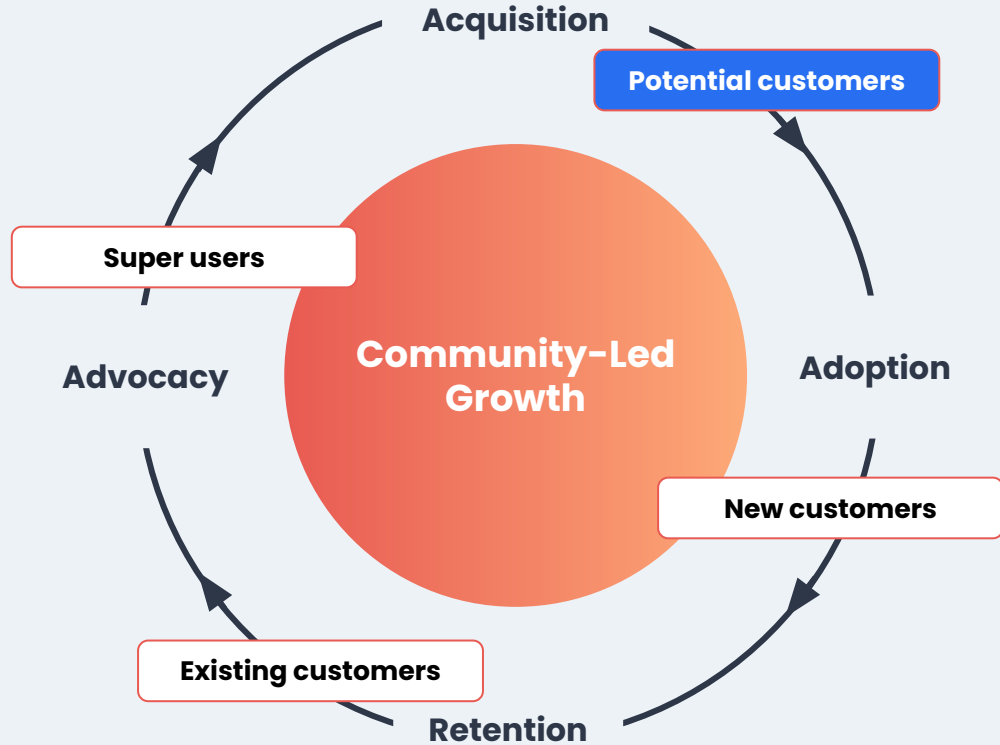 Acquisition
Potential customers
Super users
Community-Led
Growth
Advocacy
Adoption
New customers
Existing customers
Retention